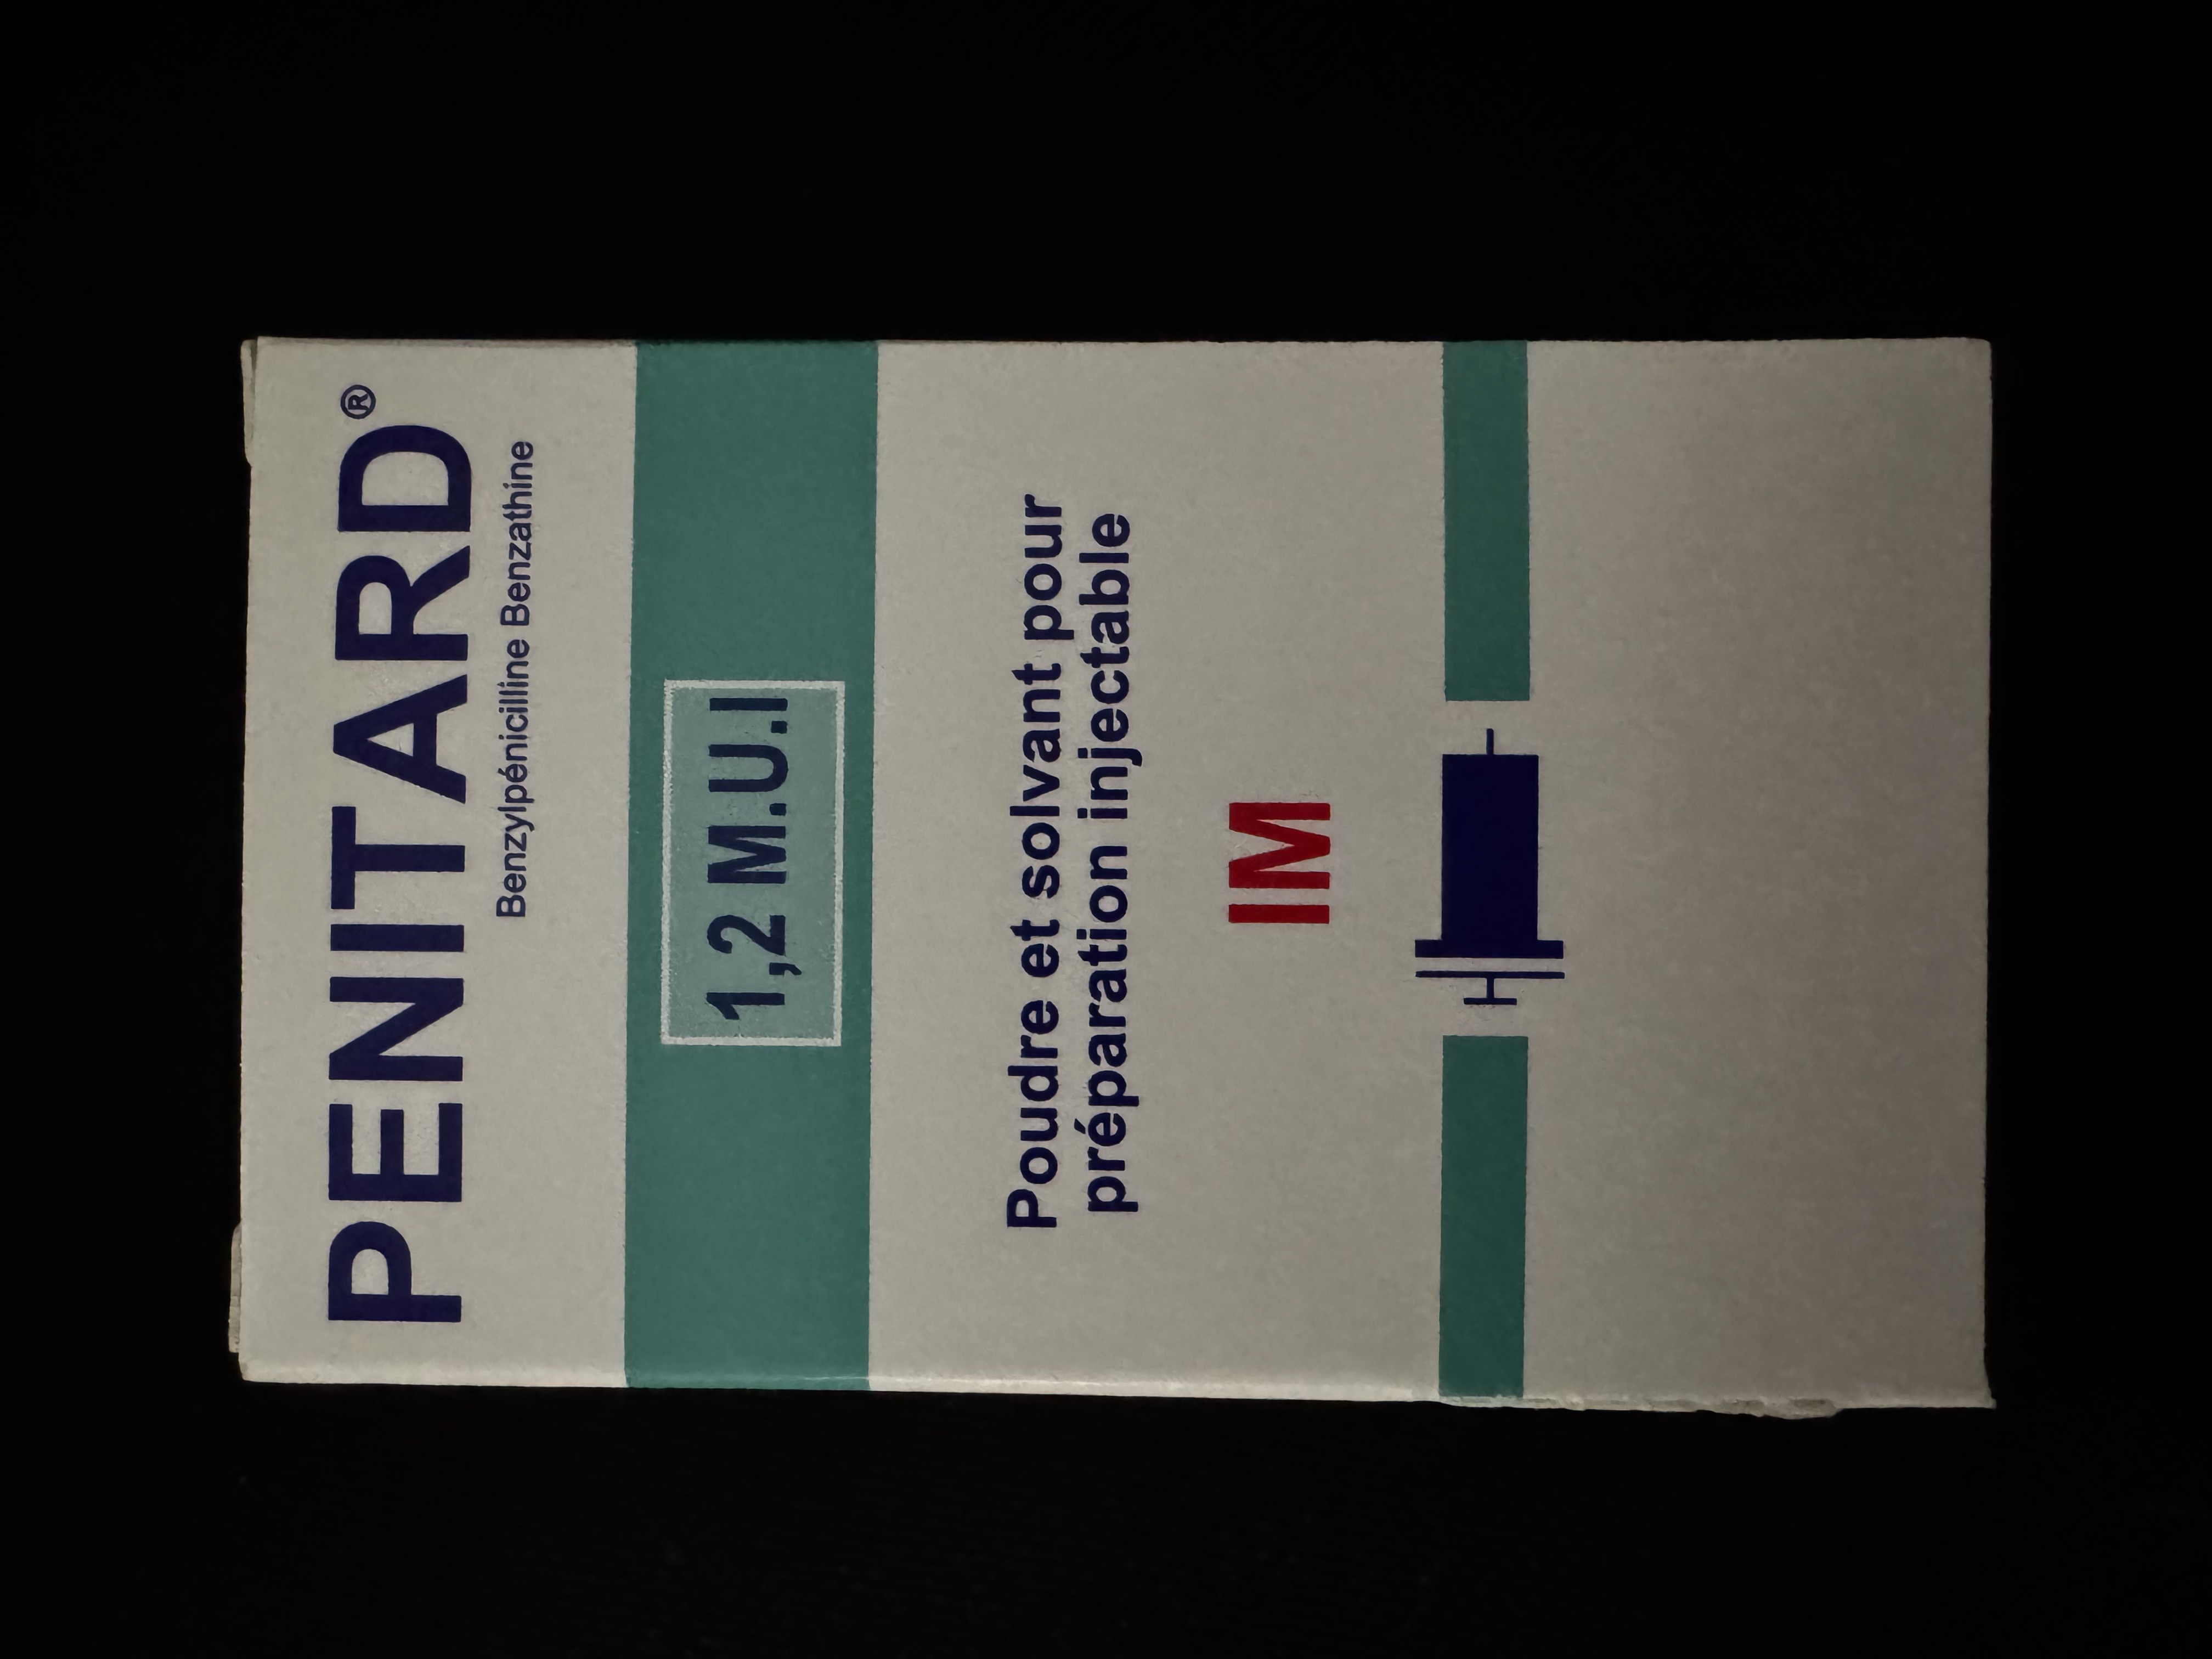 PENITARD®
Benzylpénicilline Benzathine
1,2 M.U.I
Poudre et solvant pour
préparation injectable
IM